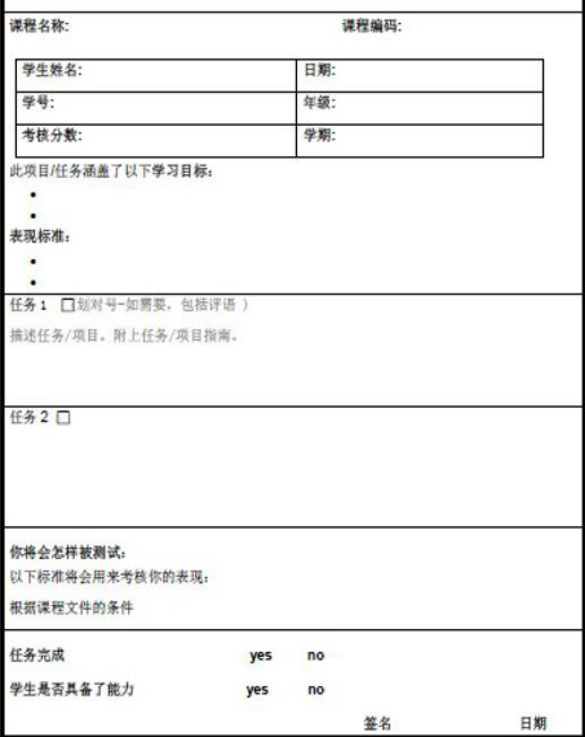 课程名称: 课程编码:
学生姓名: 日期:
学号: 年级:
考核分数: 学期:
此项目/任务涵盖了以下学习目标:
•
•
表现标准:
•
•
任务 1 □划对号-如需要，包括评语 )
描述任务/项目。附上任务/项目指南。
任务 2 □
你将会怎样被测试:
以下标准将会用来考核你的表现:
根据课程文件的条件
任务完成 yes no
学生是否具备了能力 yes no
签名 日期